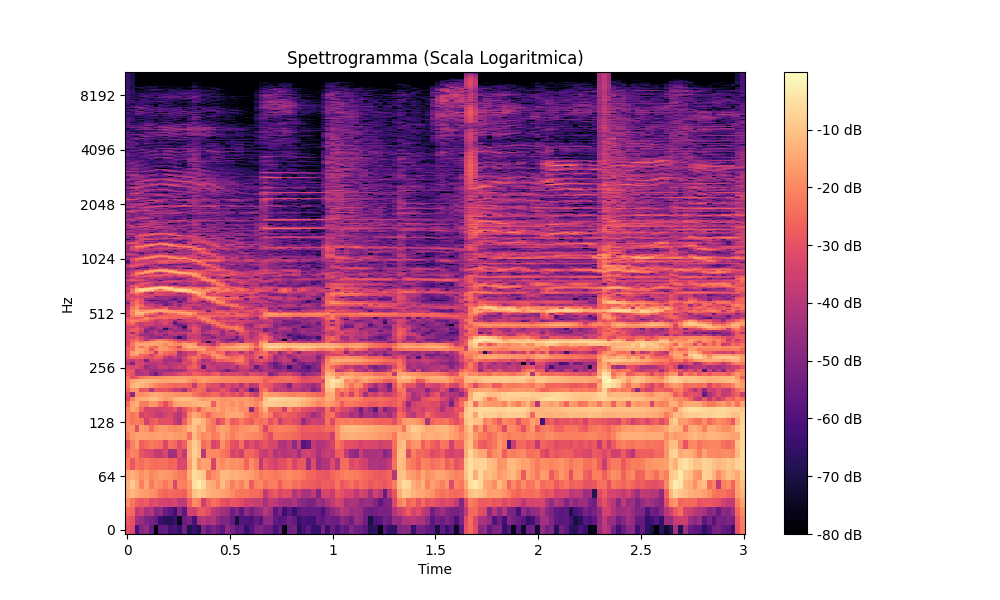 Spettrogramma (Scala Logaritmica)
Hz
8192
4096
2048
1024
512
256
128
64
0
0
0.5
1
1.5
2
2.5
3
Time
-10 dB
-20 dB
-30 dB
-40 dB
-50 dB
-60 dB
-70 dB
-80 dB